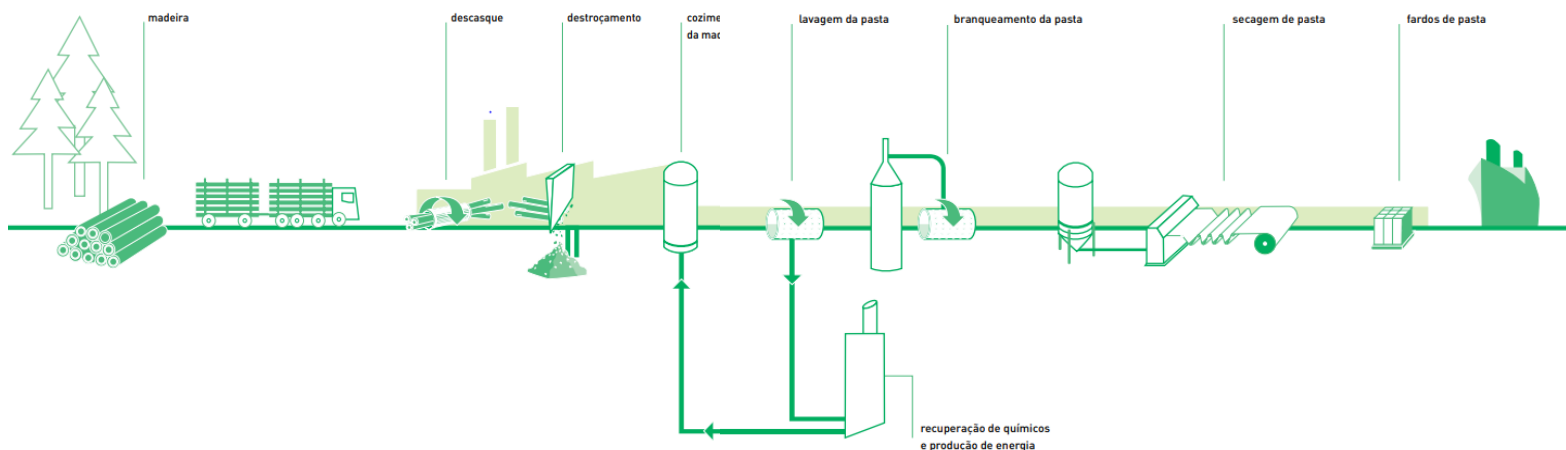 madeira
descasque
destroçamento
cozime
da mac
lavagem da pasta
branqueamento da pasta
secagem de pasta
fardos de pasta
recuperação de químicos
e produção de energia